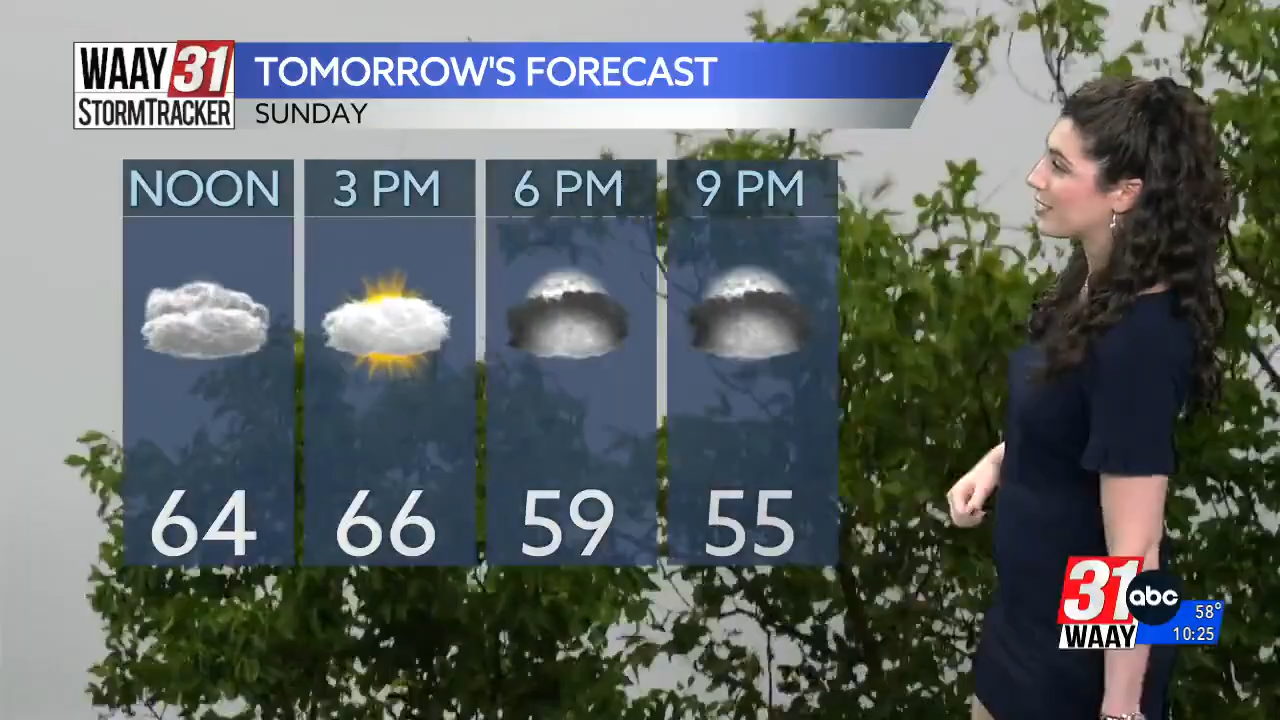 WAAY 31
STORMTRACKER
TOMORROW'S FORECAST
SUNDAY
NOON
3 PM
6 PM
9 PM
64
66
59
55
31
WAAY
abc
58°
10:25